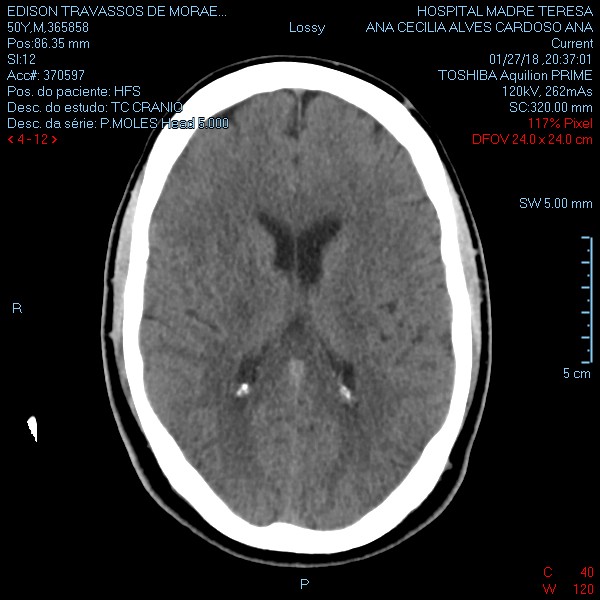 EDISON TRAVASSOS DE MORAE...
50Y,M,365858
Pos:86.35 mm
Sl:12
Acc#: 370597
Pos. do paciente: HFS
Desc. do estudo: TC CRANIO
Desc. da série: P.MOLES Head 5.000
< 4 - 12 >
Lossy
HOSPITAL MADRE TERESA
ANA CECILIA ALVES CARDOSO ANA
Current
01/27/18 ,20:37:01
TOSHIBA Aquilion PRIME
120kV, 262mAs
SC:320.00 mm
117% Pixel
DFOV 24.0 x 24.0 cm
SW 5.00 mm
R
5 cm
P
C 40
W 120